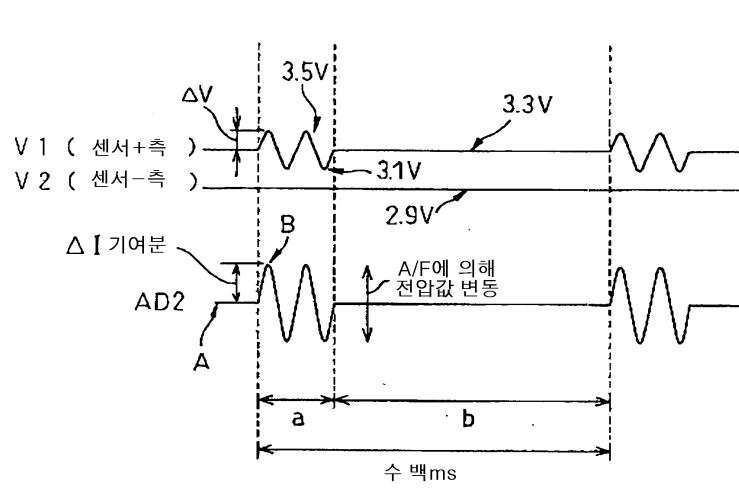 3.5V
ΔV
3.3V
V1 ( 센서+측 )
3.1V
V2 ( 센서-측 )
2.9V
B
ΔI 기여분
A/F에 의해
전압값 변동
AD2
A
a
b
수 백ms